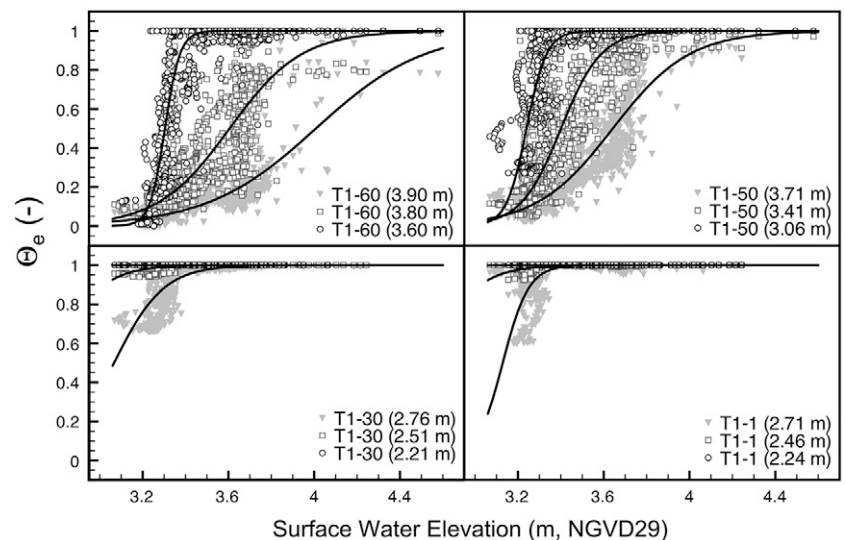 1
0.8
0.6
0.4
0.2
0
T1-60 (3.90 m)
T1-60 (3.80 m)
T1-60 (3.60 m)
T1-50 (3.71 m)
T1-50 (3.41 m)
T1-50 (3.06 m)
Θe (-)
1
0.8
0.6
0.4
0.2
0
T1-30 (2.76 m)
T1-30 (2.51 m)
T1-30 (2.21 m)
T1-1 (2.71 m)
T1-1 (2.46 m)
T1-1 (2.24 m)
3.2 3.6 4 4.4 3.2 3.6 4 4.4
Surface Water Elevation (m, NGVD29)